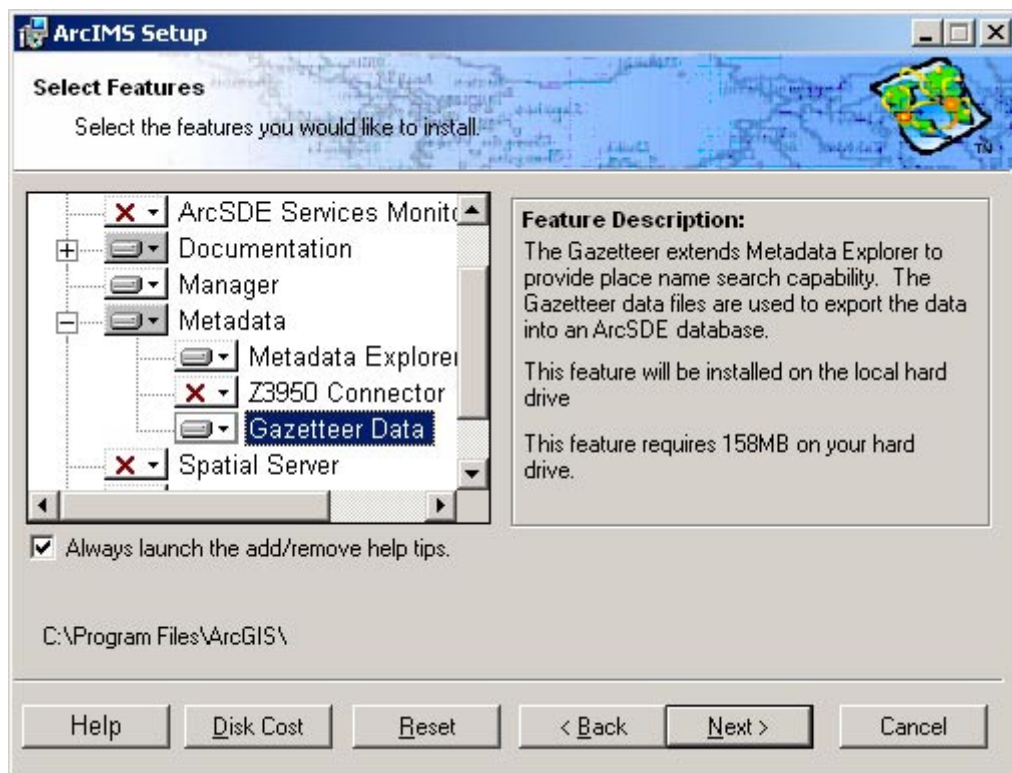 ArcIMS Setup
Select Features
Select the features you would like to install.
TN
ArcSDE Services Monito
Documentation
Manager
Metadata
Metadata Explorer
Z3950 Connector
Gazetteer Data
Spatial Server
Feature Description:
The Gazetteer extends Metadata Explorer to
provide place name search capability. The
Gazetteer data files are used to export the data
into an ArcSDE database.
This feature will be installed on the local hard
drive
This feature requires 158MB on your hard
drive.
Always launch the add/remove help tips.
C:\Program Files\ArcGIS\
Help
Disk Cost
Reset
< Back
Next >
Cancel